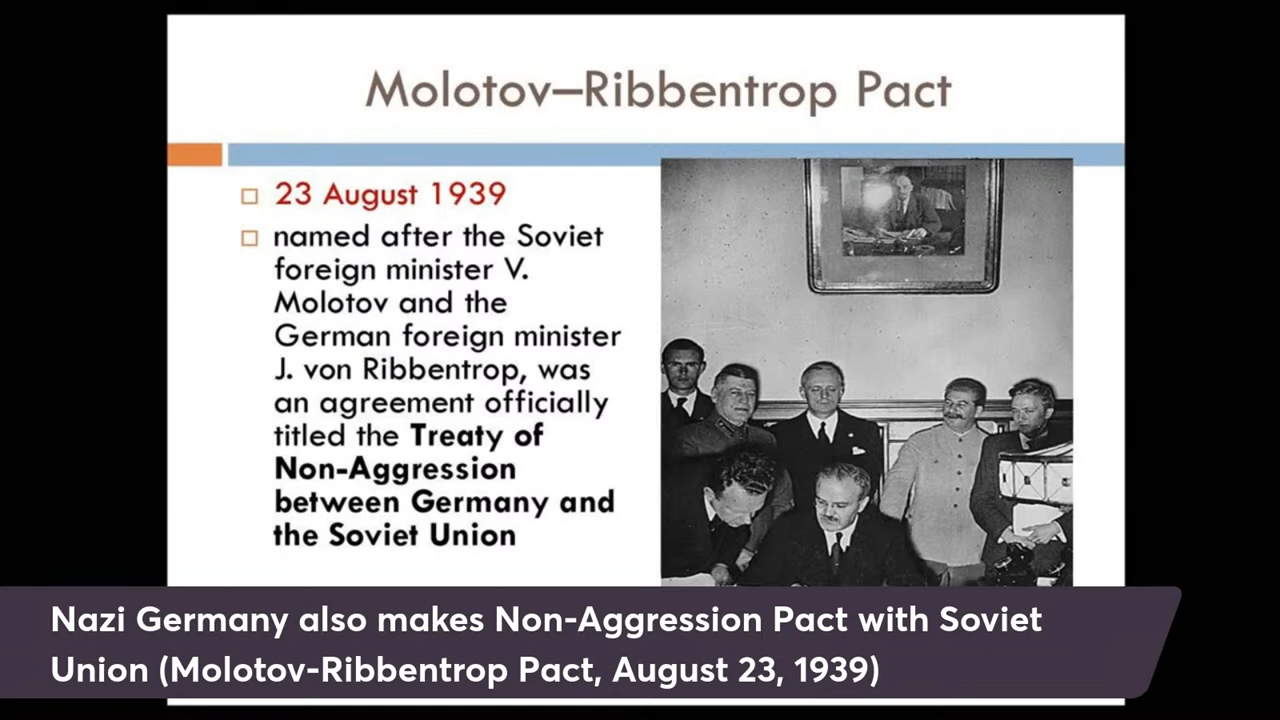 Molotov–Ribbentrop Pact
23 August 1939
named after the Soviet
foreign minister V.
Molotov and the
German foreign minister
J. von Ribbentrop, was
an agreement officially
titled the Treaty of
Non-Aggression
between Germany and
the Soviet Union
Nazi Germany also makes Non-Aggression Pact with Soviet
Union (Molotov-Ribbentrop Pact, August 23, 1939)